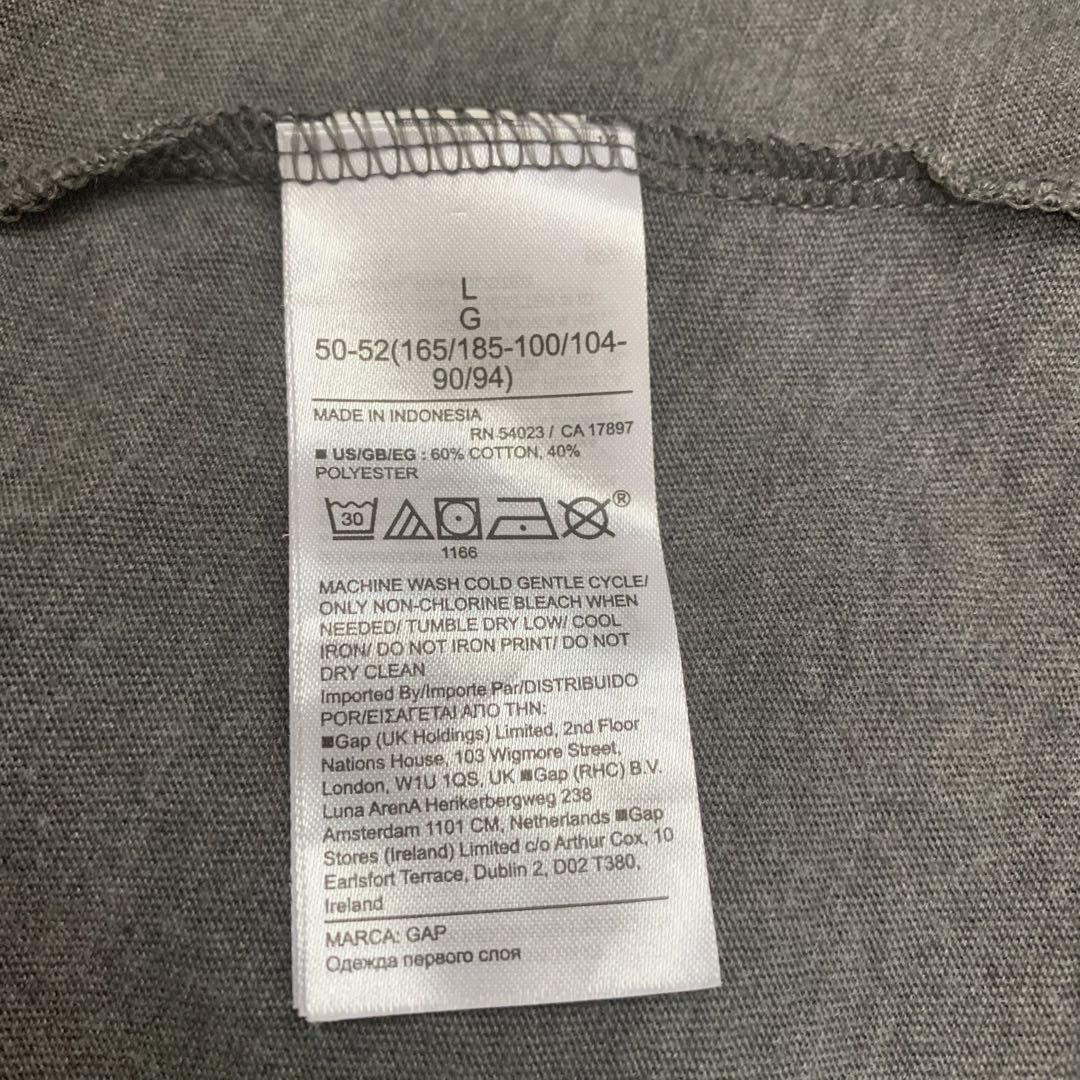 L
G
50-52(165/185-100/104-
90/94)
MADE IN INDONESIA
RN 54023 / CA 17897
■ US/GB/EG : 60% COTTON, 40%
POLYESTER
30
®
1166
MACHINE WASH COLD GENTLE CYCLE/
ONLY NON-CHLORINE BLEACH WHEN
NEEDED/ TUMBLE DRY LOW/ COOL
IRON/ DO NOT IRON PRINT/ DO NOT
DRY CLEAN
Imported By/Importe Par/DISTRIBUIDO
POR/ΕΙΣΑΓΕΤΑΙ ΑΠΟ ΤΗΝ:
■Gap (UK Holdings) Limited, 2nd Floor
Nations House, 103 Wigmore Street,
London, W1U 1QS, UK ■Gap (RHC) B.V.
Luna ArenA Herikerbergweg 238
Amsterdam 1101 CM, Netherlands ■Gap
Stores (Ireland) Limited c/o Arthur Cox, 10
Earlsfort Terrace, Dublin 2, D02 T380,
Ireland
MARCA: GAP
Одежда первого слоя